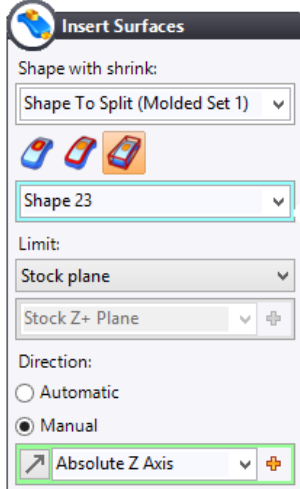 Insert Surfaces
Shape with shrink:
Shape To Split (Molded Set 1)
Shape 23
Limit:
Stock plane
Stock Z+ Plane
Direction:
Automatic
Manual
Absolute Z Axis